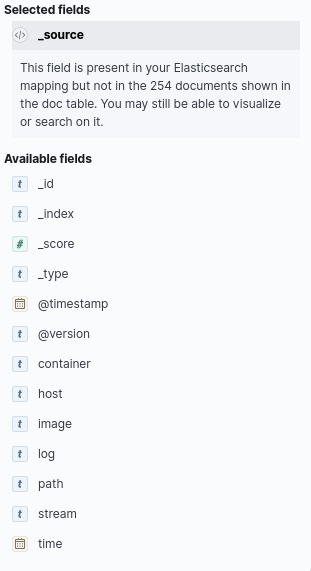 Selected fields
</> _source
This field is present in your Elasticsearch
mapping but not in the 254 documents shown in
the doc table. You may still be able to visualize
or search on it.
Available fields
t _id
t _index
# _score
t _type
@timestamp
t @version
t container
t host
t image
t log
t path
t stream
time